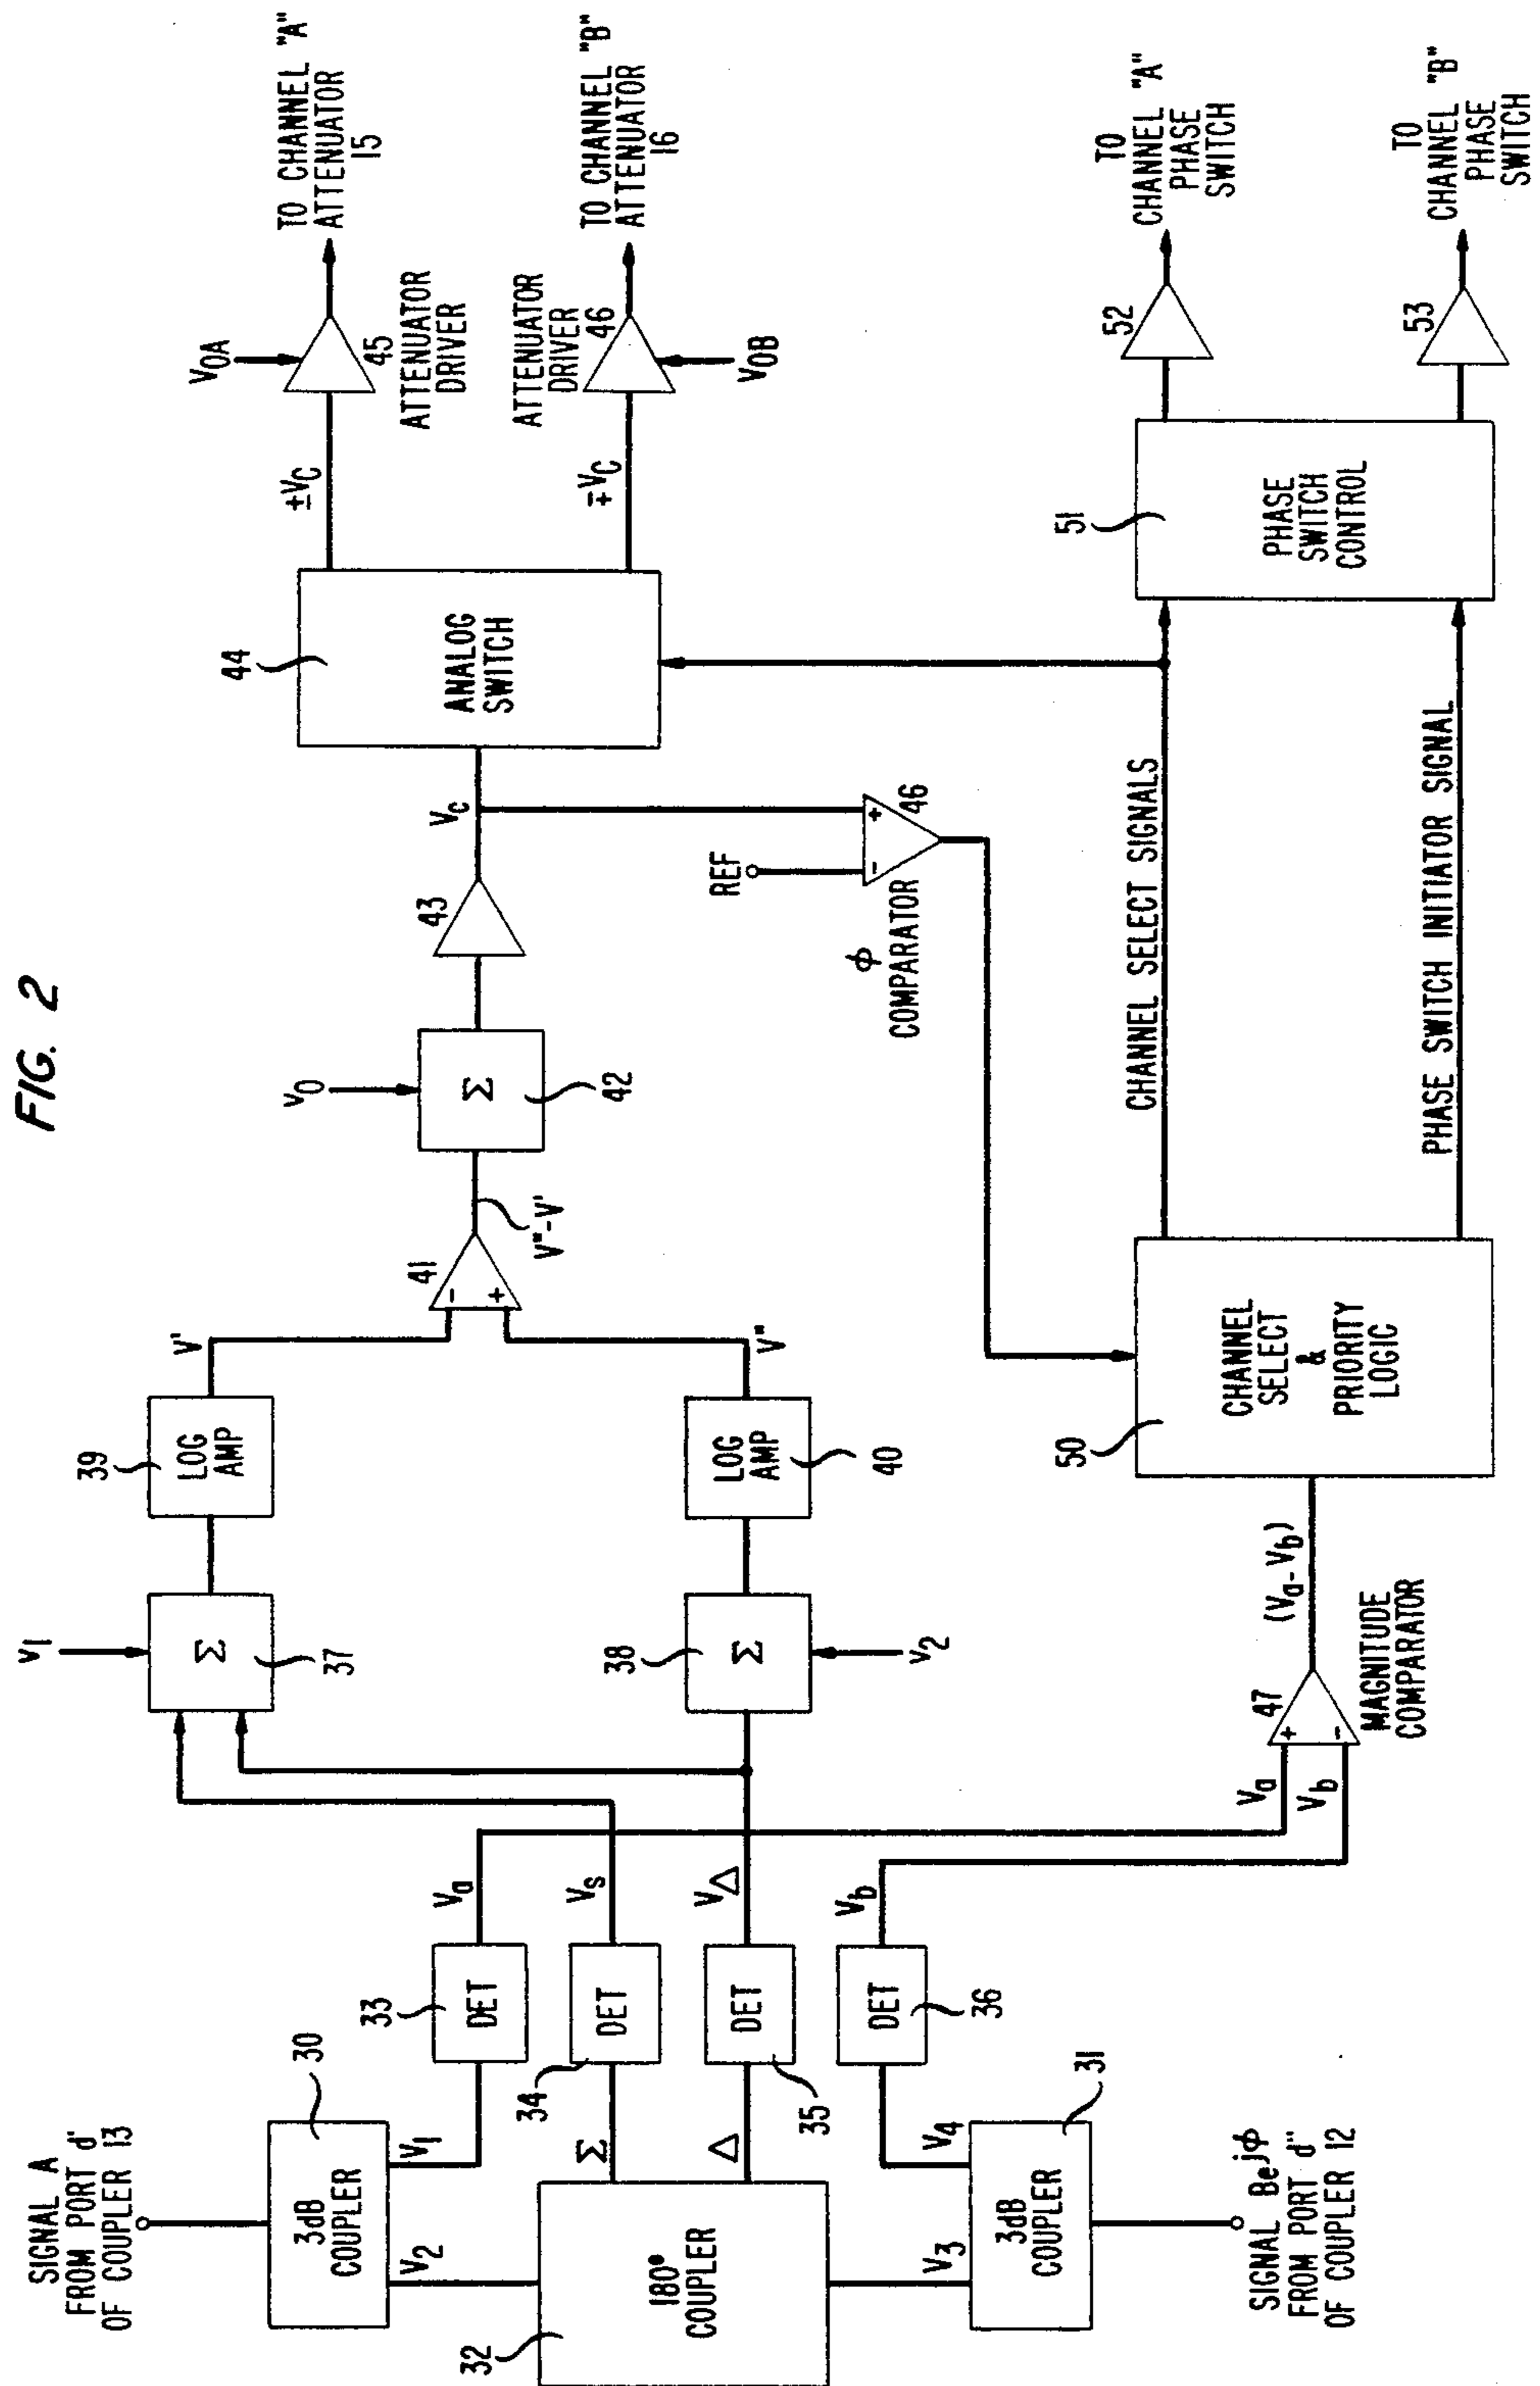 FIG. 2
SIGNAL A
FROM PORT d'
OF COUPLER 13
30
3dB
COUPLER
V1
V2
32
180°
COUPLER
Σ
Δ
V3
V4
3dB
COUPLER
31
SIGNAL Be^jφ
FROM PORT d"
OF COUPLER 12
33
DET
Va
34
DET
Vs
35
DET
VΔ
36
DET
Vb
v1
Σ
37
38
Σ
v2
39
LOG
AMP
V'
LOG
AMP
40
V"
41
-
+
V"-V'
v0
Σ
42
43
Vc
44
ANALOG
SWITCH
±Vc
∓Vc
VOA
45
ATTENUATOR
DRIVER
TO CHANNEL "A"
ATTENUATOR
15
ATTENUATOR
DRIVER
46
VOB
TO CHANNEL "B"
ATTENUATOR
16
REF
-
+
46
φ
COMPARATOR
Va
Vb
47
+
-
MAGNITUDE
COMPARATOR
(Va-Vb)
50
CHANNEL
SELECT
&
PRIORITY
LOGIC
CHANNEL SELECT SIGNALS
PHASE SWITCH INITIATOR SIGNAL
51
PHASE
SWITCH
CONTROL
52
TO
CHANNEL "A"
PHASE
SWITCH
53
TO
CHANNEL "B"
PHASE
SWITCH